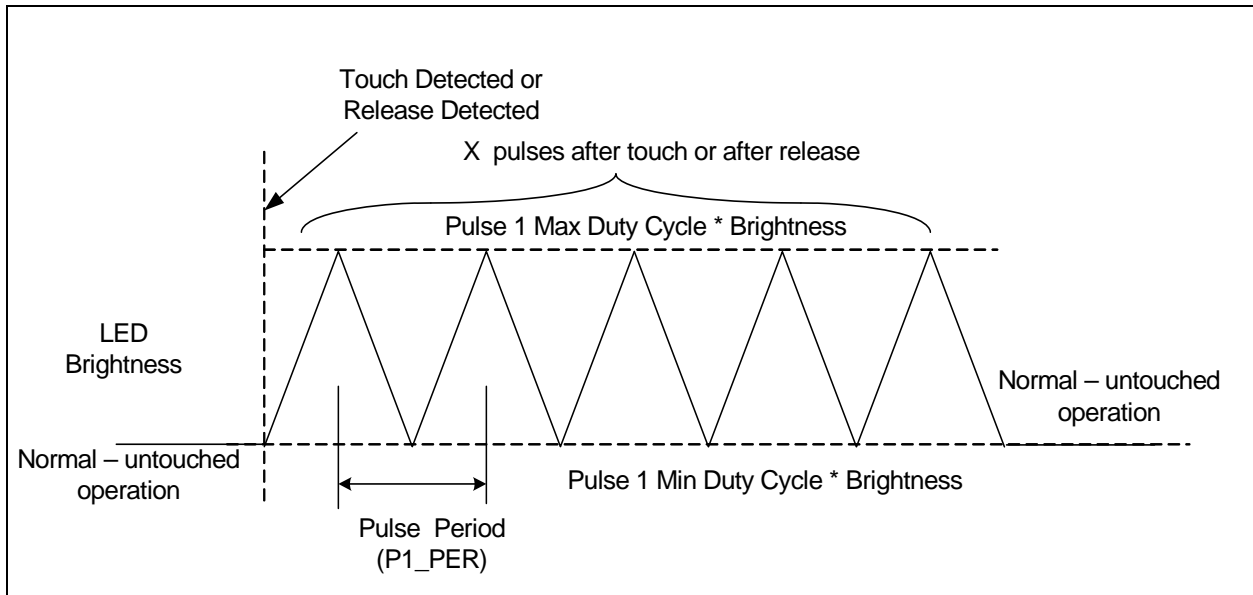 Touch Detected or
Release Detected
X pulses after touch or after release
Pulse 1 Max Duty Cycle * Brightness
LED
Brightness
Normal – untouched
operation
Normal – untouched
operation
Pulse 1 Min Duty Cycle * Brightness
Pulse Period
(P1_PER)